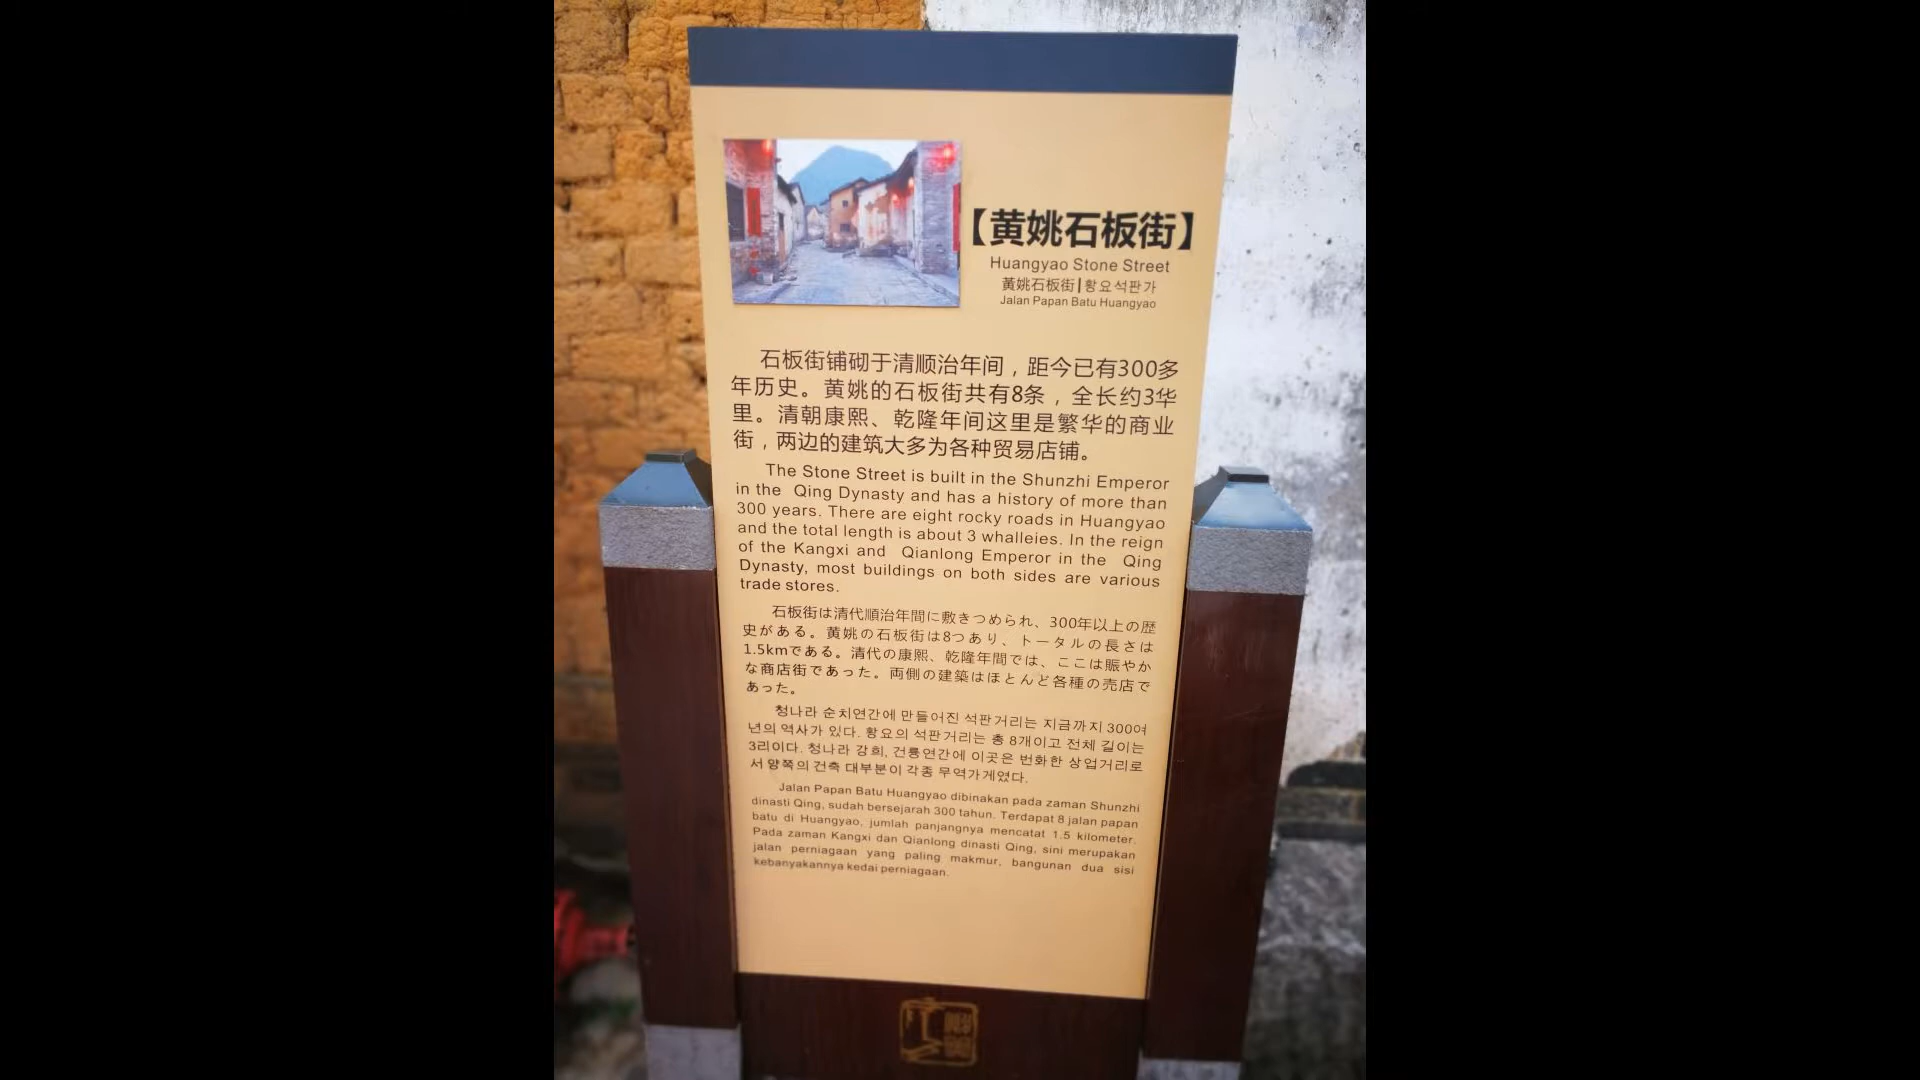 【黄姚石板街】
Huangyao Stone Street
黃姚石板街|황요석판가
Jalan Papan Batu Huangyao
石板街铺砌于清顺治年间，距今已有300多
年历史。黄姚的石板街共有8条，全长约3华
里。清朝康熙、乾隆年间这里是繁华的商业
街，两边的建筑大多为各种贸易店铺。
The Stone Street is built in the Shunzhi Emperor
in the Qing Dynasty and has a history of more than
300 years. There are eight rocky roads in Huangyao
and the total length is about 3 whalleies. In the reign
of the Kangxi and Qianlong Emperor in the Qing
Dynasty, most buildings on both sides are various
trade stores.
石板街は清代順治年間に敷きつめられ、300年以上の歴
史がある。黄姚の石板街は8つあり、トータルの長さは
1.5kmである。清代の康熙、乾隆年間では、ここは賑やか
な商店街であった。両側の建築はほとんど各種の売店で
あった。
청나라 순치연간에 만들어진 석판거리는 지금까지 300여
년의 역사가 있다. 황요의 석판거리는 총 8개이고 전체 길이는
3리이다. 청나라 강희, 건륭연간에 이곳은 번화한 상업거리로
서 양쪽의 건축 대부분이 각종 무역가게였다.
Jalan Papan Batu Huangyao dibinakan pada zaman Shunzhi
dinasti Qing, sudah bersejarah 300 tahun. Terdapat 8 jalan papan
batu di Huangyao, jumlah panjangnya mencatat 1.5 kilometer.
Pada zaman Kangxi dan Qianlong dinasti Qing, sini merupakan
jalan perniagaan yang paling makmur, bangunan dua sisi
kebanyakannya kedai perniagaan.